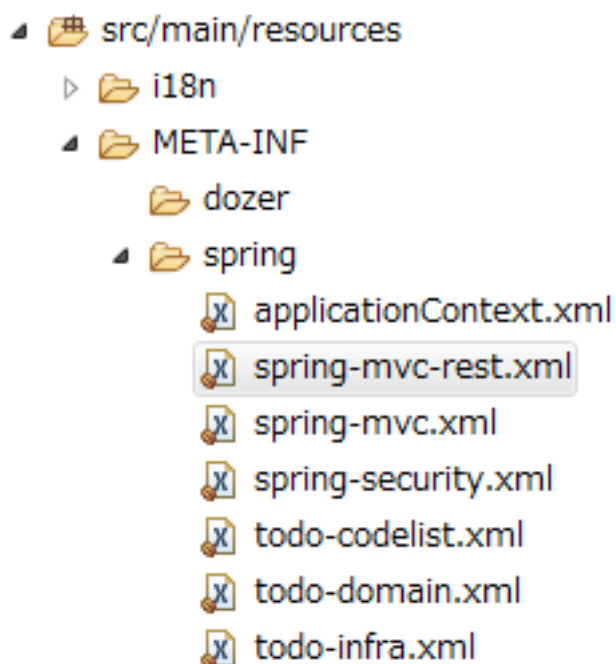 src/main/resources
i18n
META-INF
dozer
spring
applicationContext.xml
spring-mvc-rest.xml
spring-mvc.xml
spring-security.xml
todo-codelist.xml
todo-domain.xml
todo-infra.xml